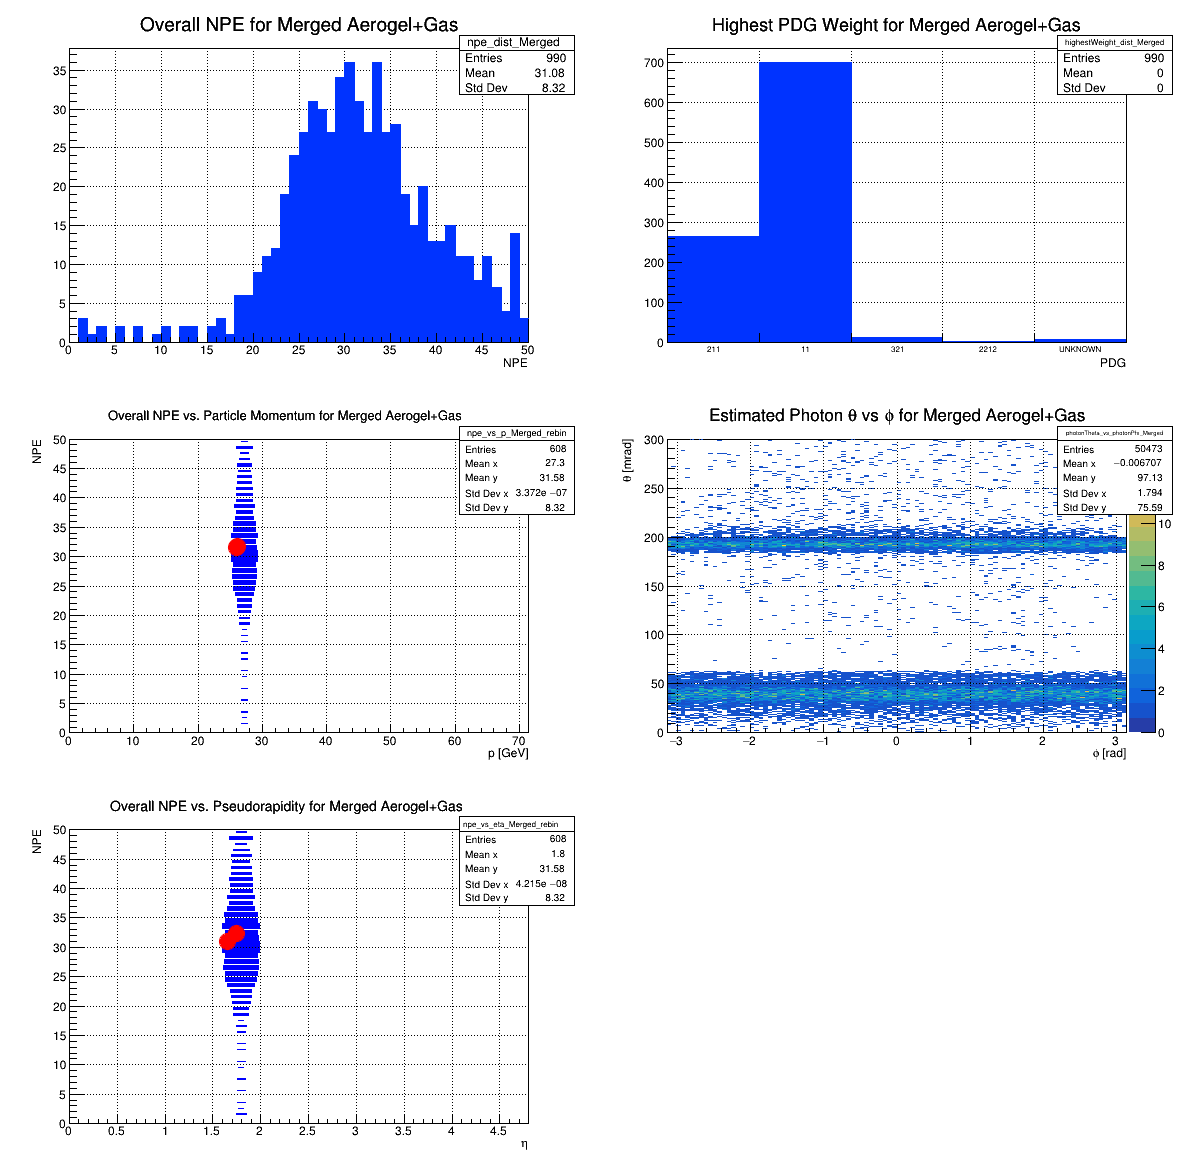 Overall NPE for Merged Aerogel+Gas
npe_dist_Merged
Entries 990
Mean 31.08
Std Dev 8.32
35
30
25
20
15
10
5
0
0 5 10 15 20 25 30 35 40 45 50
NPE
Highest PDG Weight for Merged Aerogel+Gas
highestWeight_dist_Merged
Entries 990
Mean 0
Std Dev 0
700
600
500
400
300
200
100
0
211 11 321 2212 UNKNOWN
PDG
Overall NPE vs. Particle Momentum for Merged Aerogel+Gas
npe_vs_p_Merged_rebin
Entries 608
Mean x 27.3
Mean y 31.58
Std Dev x 3.372e −07
Std Dev y 8.32
NPE
50
45
40
35
30
25
20
15
10
5
0
0 10 20 30 40 50 60 70
p [GeV]
Estimated Photon θ vs ϕ for Merged Aerogel+Gas
photonTheta_vs_photonPhi_Merged
Entries 50473
Mean x −0.006707
Mean y 97.13
Std Dev x 1.794
Std Dev y 75.59
θ [mrad]
300
250
200
150
100
50
0
−3 −2 −1 0 1 2 3
ϕ [rad]
10
8
6
4
2
0
Overall NPE vs. Pseudorapidity for Merged Aerogel+Gas
npe_vs_eta_Merged_rebin
Entries 608
Mean x 1.8
Mean y 31.58
Std Dev x 4.215e −08
Std Dev y 8.32
NPE
50
45
40
35
30
25
20
15
10
5
0
0 0.5 1 1.5 2 2.5 3 3.5 4 4.5
η